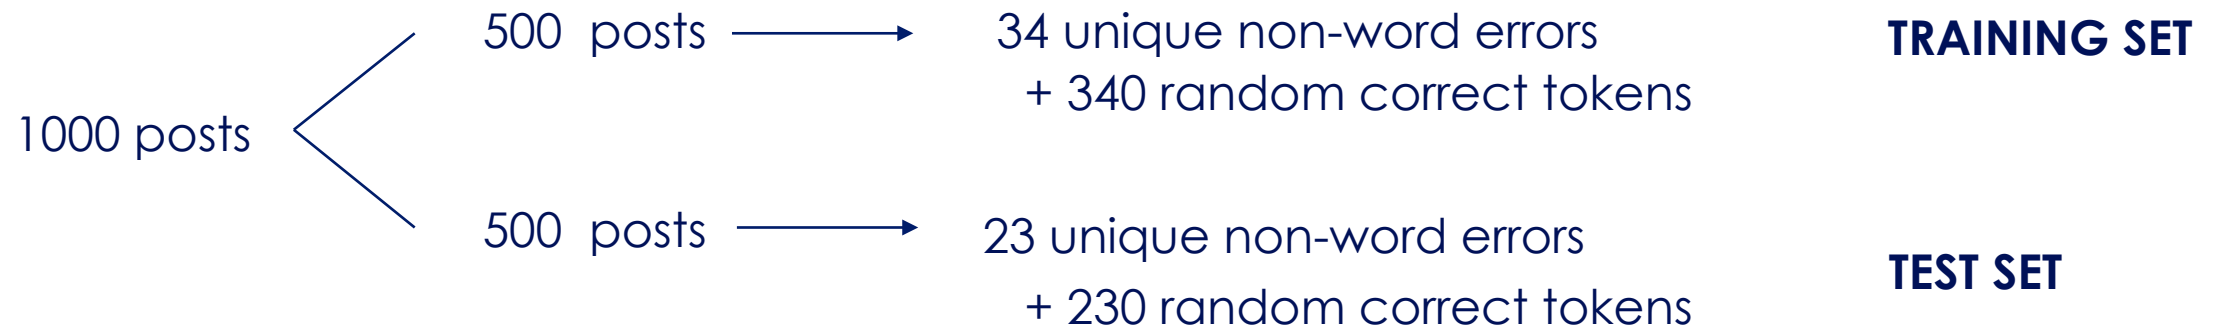 1000 posts
500 posts
34 unique non-word errors
+ 340 random correct tokens
TRAINING SET
500 posts
23 unique non-word errors
+ 230 random correct tokens
TEST SET